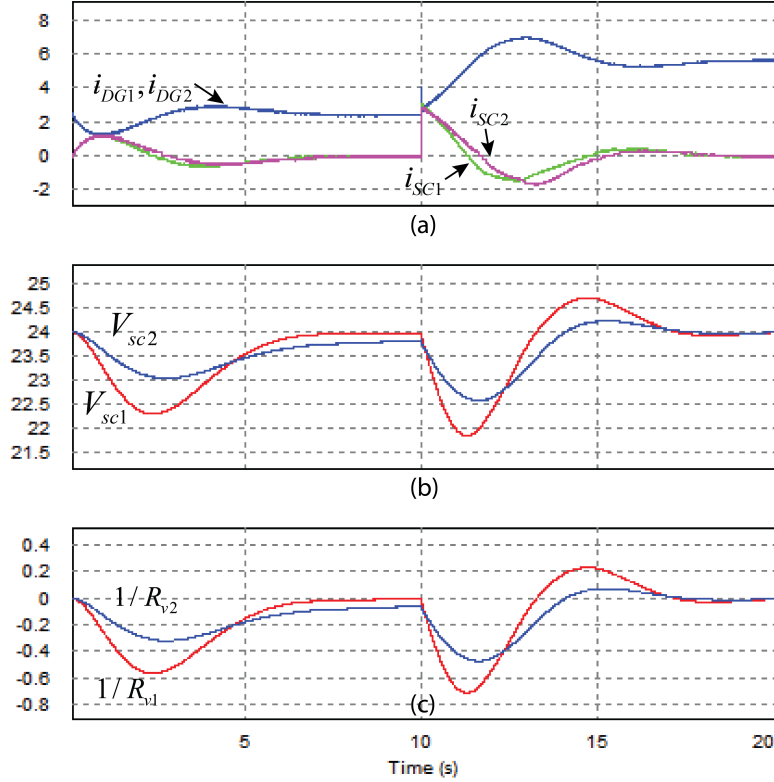 8
6
i_DG1, i_DG2
4
i_SC2
2
0
i_SC1
-2
(a)
25
24.5
V_sc2
24
23.5
23
V_sc1
22.5
22
21.5
(b)
0.4
0.2
1/R_v2
0
-0.2
-0.4
-0.6
1/R_v1
-0.8
(c)
5 10 15 20
Time (s)